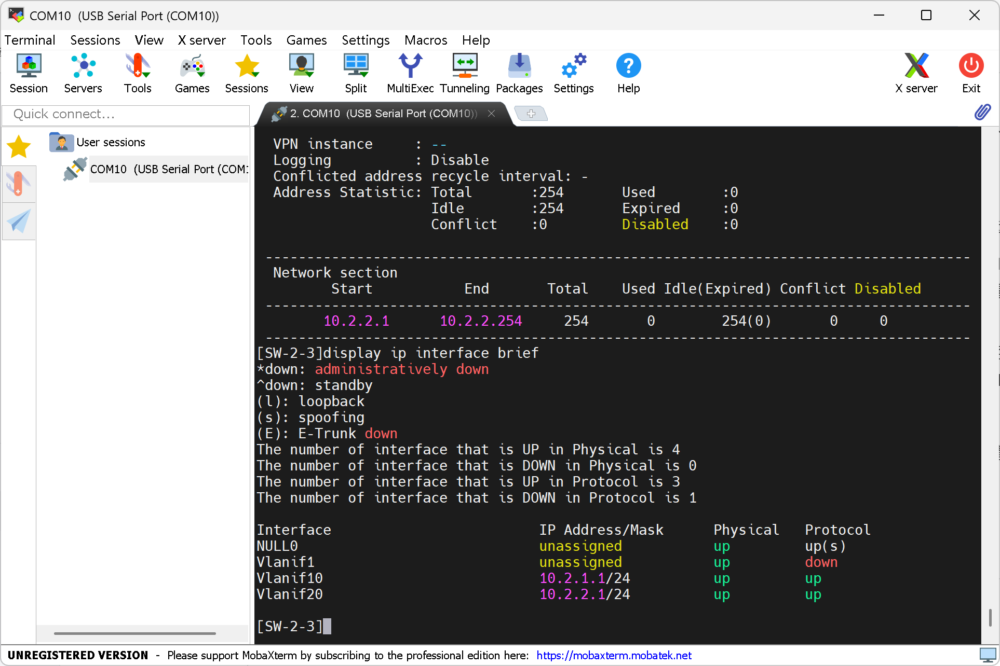 COM10  (USB Serial Port (COM10))
Terminal Sessions View X server Tools Games Settings Macros Help
Session Servers Tools Games Sessions View Split MultiExec Tunneling Packages Settings Help X server Exit
Quick connect...
2. COM10  (USB Serial Port (COM10))
User sessions
COM10  (USB Serial Port (COM1
VPN instance     : --
Logging          : Disable
Conflicted address recycle interval: -
Address Statistic: Total       :254       Used        :0
Idle        :254       Expired     :0
Conflict    :0         Disabled    :0
-------------------------------------------------------------------------------------
Network section
Start           End       Total    Used Idle(Expired) Conflict Disabled
-------------------------------------------------------------------------------------
10.2.2.1      10.2.2.254     254       0        254(0)       0     0
-------------------------------------------------------------------------------------
[SW-2-3]display ip interface brief
*down: administratively down
^down: standby
(l): loopback
(s): spoofing
(E): E-Trunk down
The number of interface that is UP in Physical is 4
The number of interface that is DOWN in Physical is 0
The number of interface that is UP in Protocol is 3
The number of interface that is DOWN in Protocol is 1
Interface                         IP Address/Mask      Physical   Protocol
NULL0                             unassigned           up         up(s)
Vlanif1                           unassigned           up         down
Vlanif10                          10.2.1.1/24          up         up
Vlanif20                          10.2.2.1/24          up         up
[SW-2-3]
UNREGISTERED VERSION  -  Please support MobaXterm by subscribing to the professional edition here:  https://mobaxterm.mobatek.net